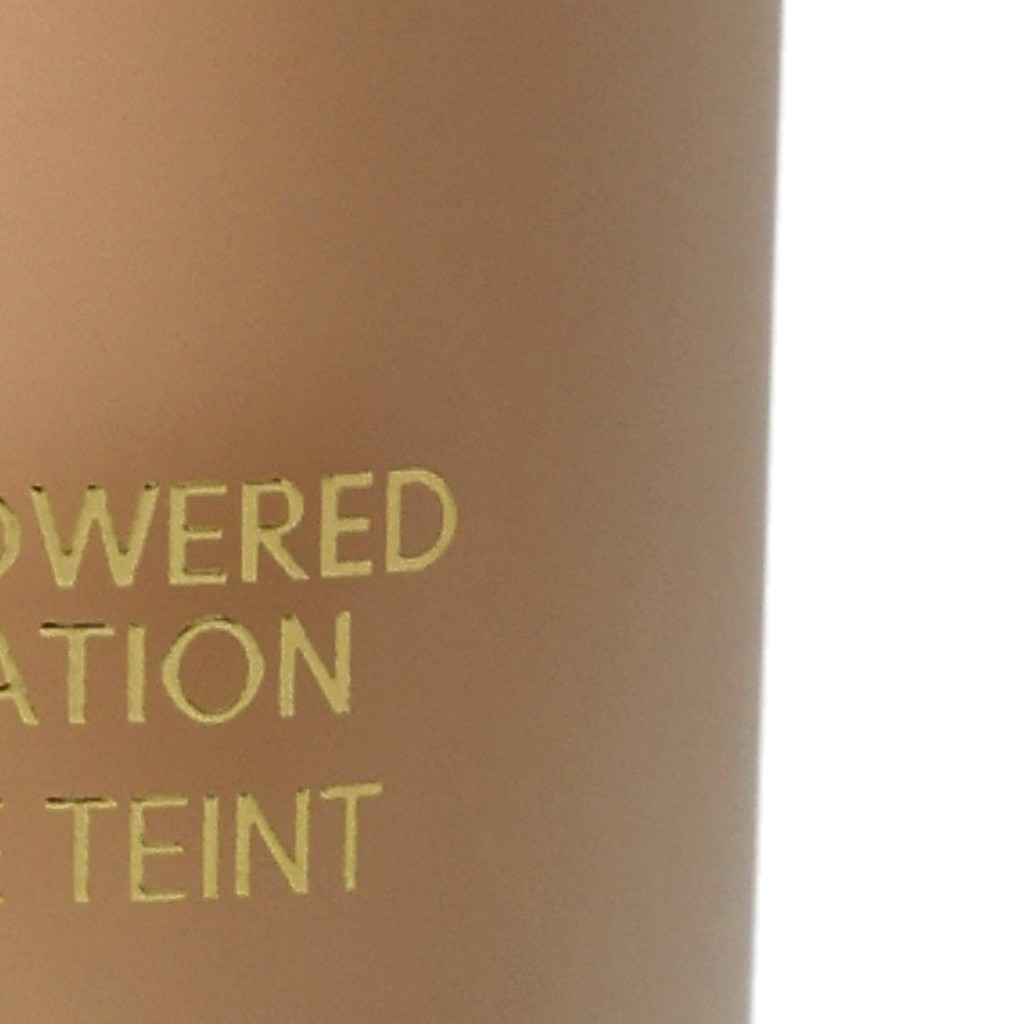 OWERED
ATION
E TEINT